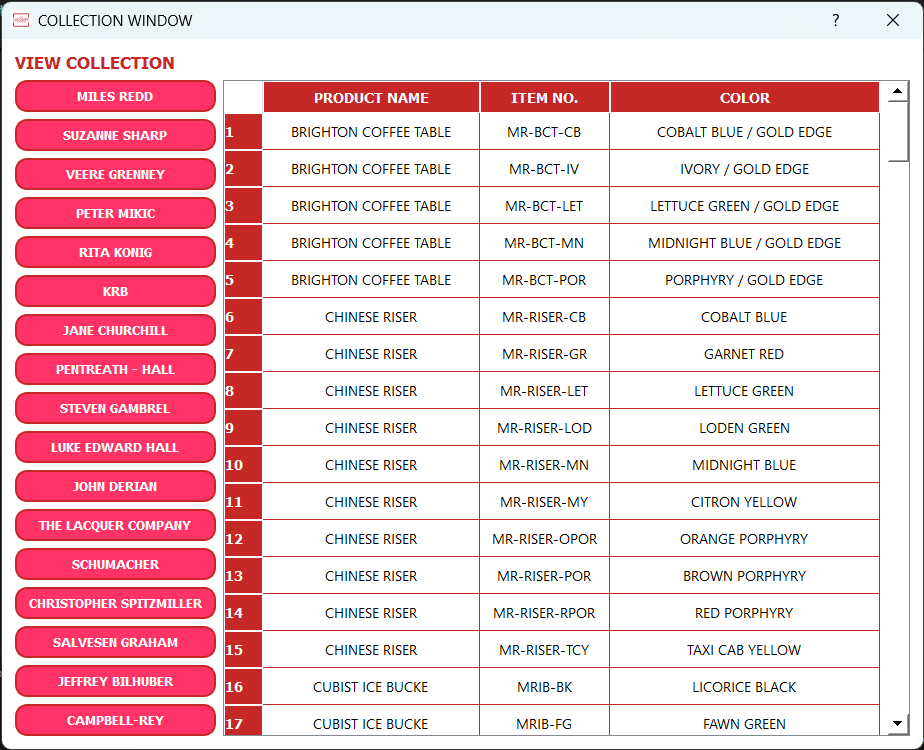 COLLECTION WINDOW ?
VIEW COLLECTION
MILES REDD
SUZANNE SHARP
VEERE GRENNEY
PETER MIKIC
RITA KONIG
KRB
JANE CHURCHILL
PENTREATH - HALL
STEVEN GAMBREL
LUKE EDWARD HALL
JOHN DERIAN
THE LACQUER COMPANY
SCHUMACHER
CHRISTOPHER SPITZMILLER
SALVESEN GRAHAM
JEFFREY BILHUBER
CAMPBELL-REY
PRODUCT NAME ITEM NO. COLOR
1 BRIGHTON COFFEE TABLE MR-BCT-CB COBALT BLUE / GOLD EDGE
2 BRIGHTON COFFEE TABLE MR-BCT-IV IVORY / GOLD EDGE
3 BRIGHTON COFFEE TABLE MR-BCT-LET LETTUCE GREEN / GOLD EDGE
4 BRIGHTON COFFEE TABLE MR-BCT-MN MIDNIGHT BLUE / GOLD EDGE
5 BRIGHTON COFFEE TABLE MR-BCT-POR PORPHYRY / GOLD EDGE
6 CHINESE RISER MR-RISER-CB COBALT BLUE
7 CHINESE RISER MR-RISER-GR GARNET RED
8 CHINESE RISER MR-RISER-LET LETTUCE GREEN
9 CHINESE RISER MR-RISER-LOD LODEN GREEN
10 CHINESE RISER MR-RISER-MN MIDNIGHT BLUE
11 CHINESE RISER MR-RISER-MY CITRON YELLOW
12 CHINESE RISER MR-RISER-OPOR ORANGE PORPHYRY
13 CHINESE RISER MR-RISER-POR BROWN PORPHYRY
14 CHINESE RISER MR-RISER-RPOR RED PORPHYRY
15 CHINESE RISER MR-RISER-TCY TAXI CAB YELLOW
16 CUBIST ICE BUCKE MRIB-BK LICORICE BLACK
17 CUBIST ICE BUCKE MRIB-FG FAWN GREEN